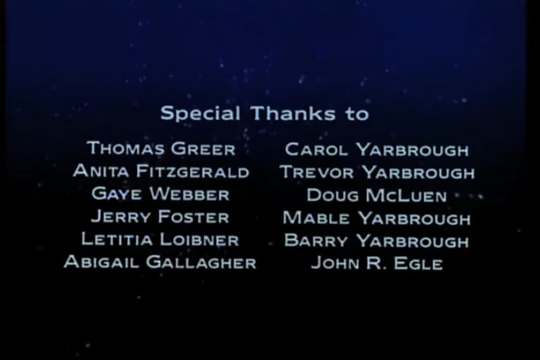 Special Thanks to
Thomas Greer
Anita Fitzgerald
Gaye Webber
Jerry Foster
Letitia Loibner
Abigail Gallagher
Carol Yarbrough
Trevor Yarbrough
Doug McLuen
Mable Yarbrough
Barry Yarbrough
John R. Egle